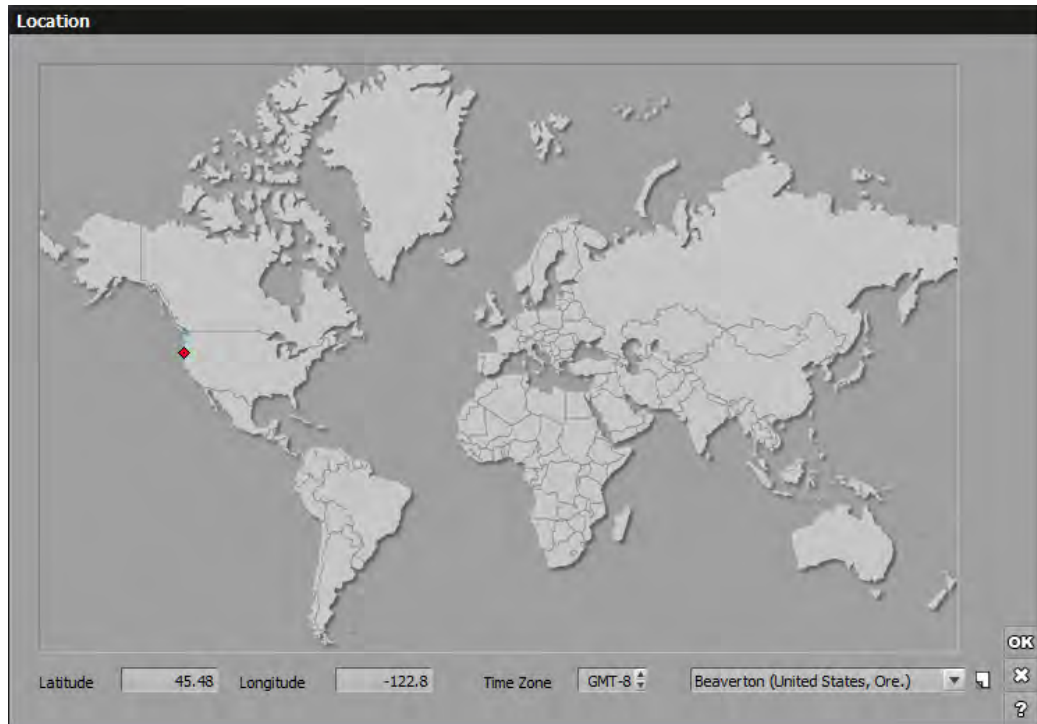 Location
Latitude 45.48 Longitude -122.8 Time Zone GMT-8 Beaverton (United States, Ore.)
OK
?